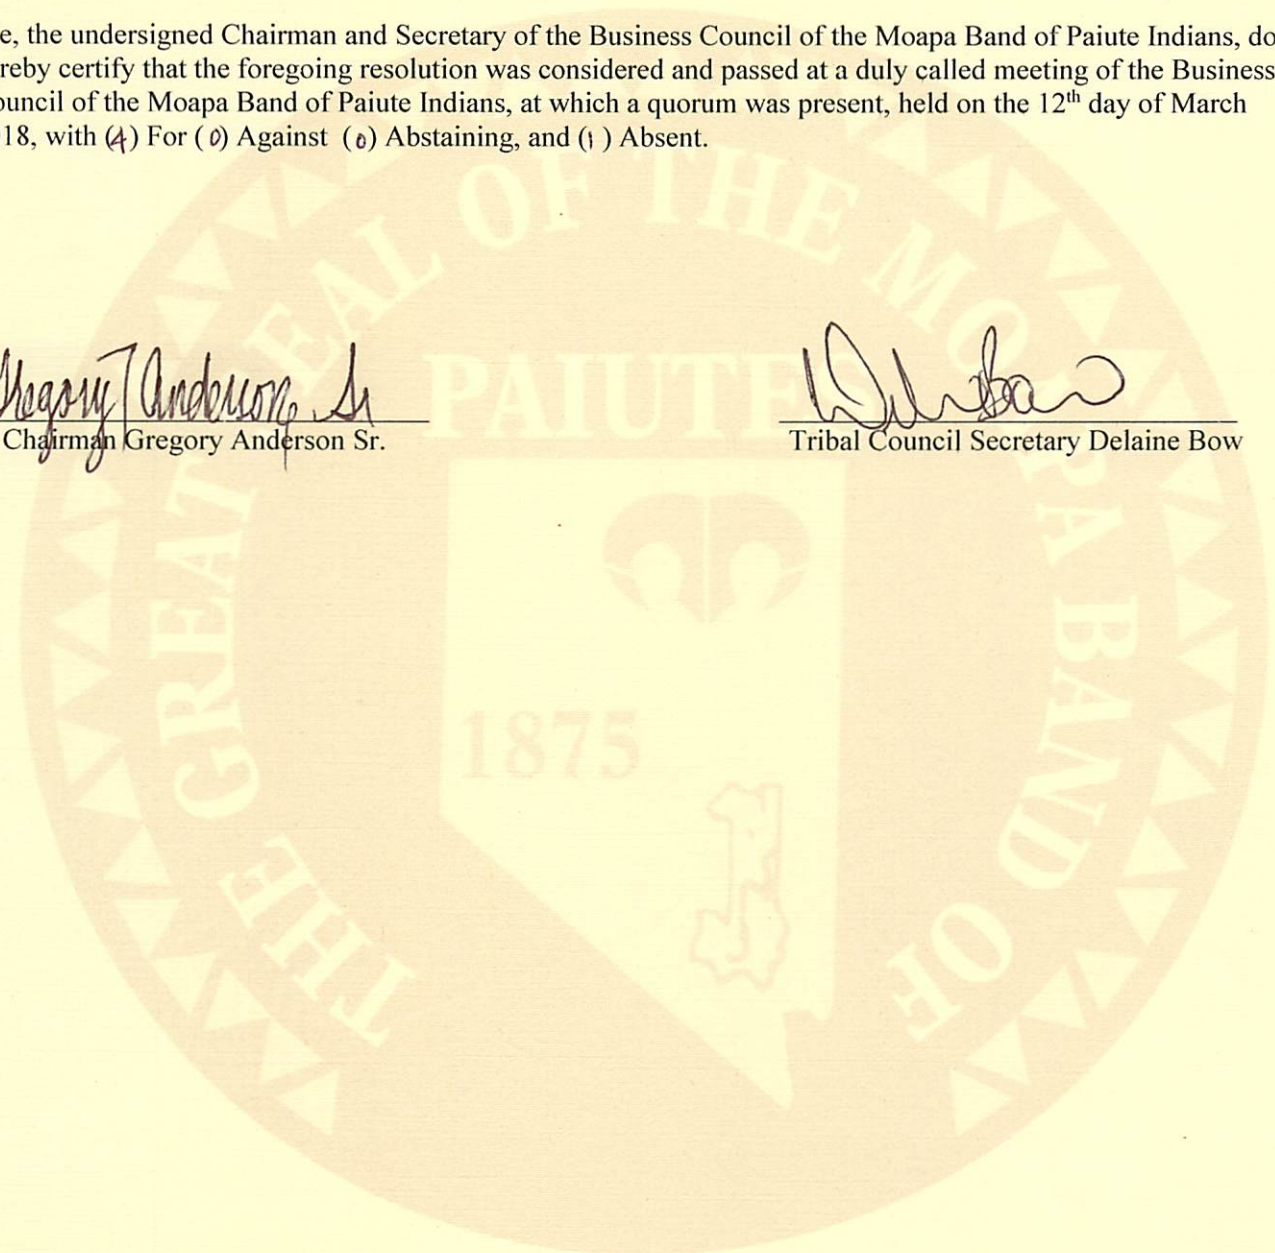 e, the undersigned Chairman and Secretary of the Business Council of the Moapa Band of Paiute Indians, do
reby certify that the foregoing resolution was considered and passed at a duly called meeting of the Business
ouncil of the Moapa Band of Paiute Indians, at which a quorum was present, held on the 12th day of March
18, with (4) For (0) Against (0) Abstaining, and (1) Absent.
Gregory T Anderson, Sr
Chairman Gregory Anderson Sr.
Tribal Council Secretary Delaine Bow
THE GREAT SEAL OF THE MOAPA BAND OF
PAIUTE
1875